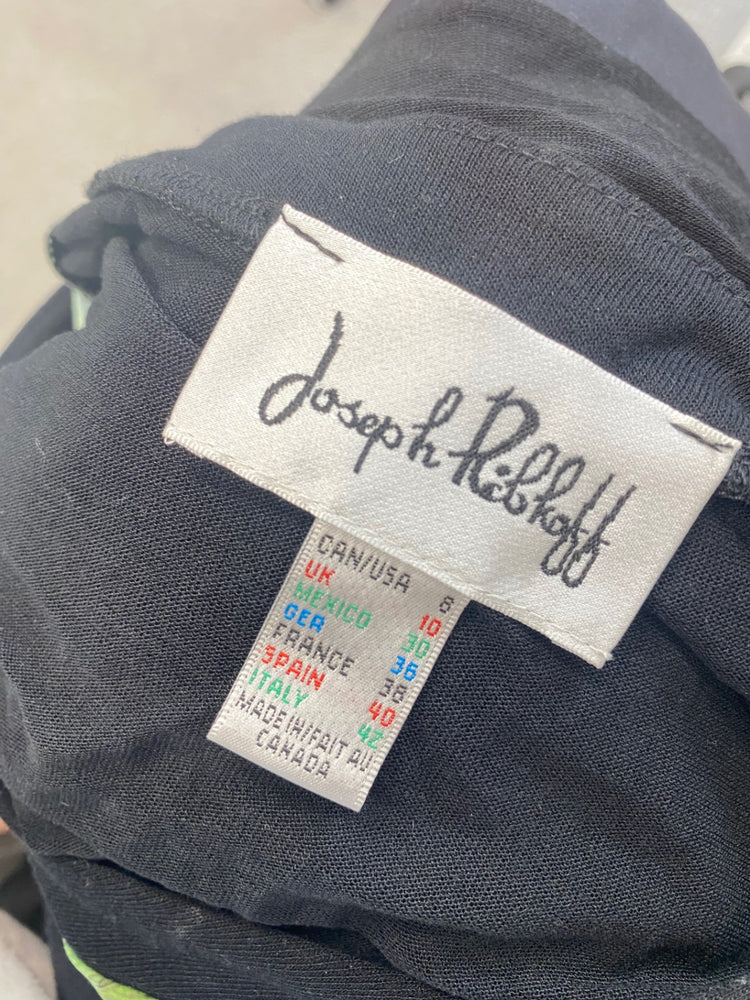 Joseph Ribkoff
CAN/USA 8
UK 10
MEXICO 30
GER 36
FRANCE 38
SPAIN 40
ITALY 42
MADE IN/FAIT AU
CANADA